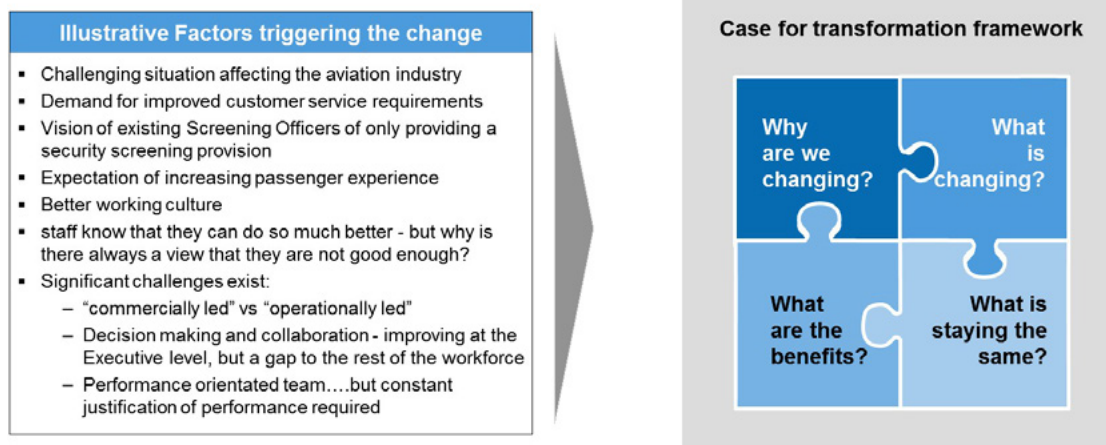 Illustrative Factors triggering the change
▪ Challenging situation affecting the aviation industry
▪ Demand for improved customer service requirements
▪ Vision of existing Screening Officers of only providing a
security screening provision
▪ Expectation of increasing passenger experience
▪ Better working culture
▪ staff know that they can do so much better - but why is
there always a view that they are not good enough?
▪ Significant challenges exist:
– “commercially led” vs “operationally led”
– Decision making and collaboration - improving at the
Executive level, but a gap to the rest of the workforce
– Performance orientated team....but constant
justification of performance required
Case for transformation framework
Why
are we
changing?
What
is
changing?
What
are the
benefits?
What is
staying the
same?